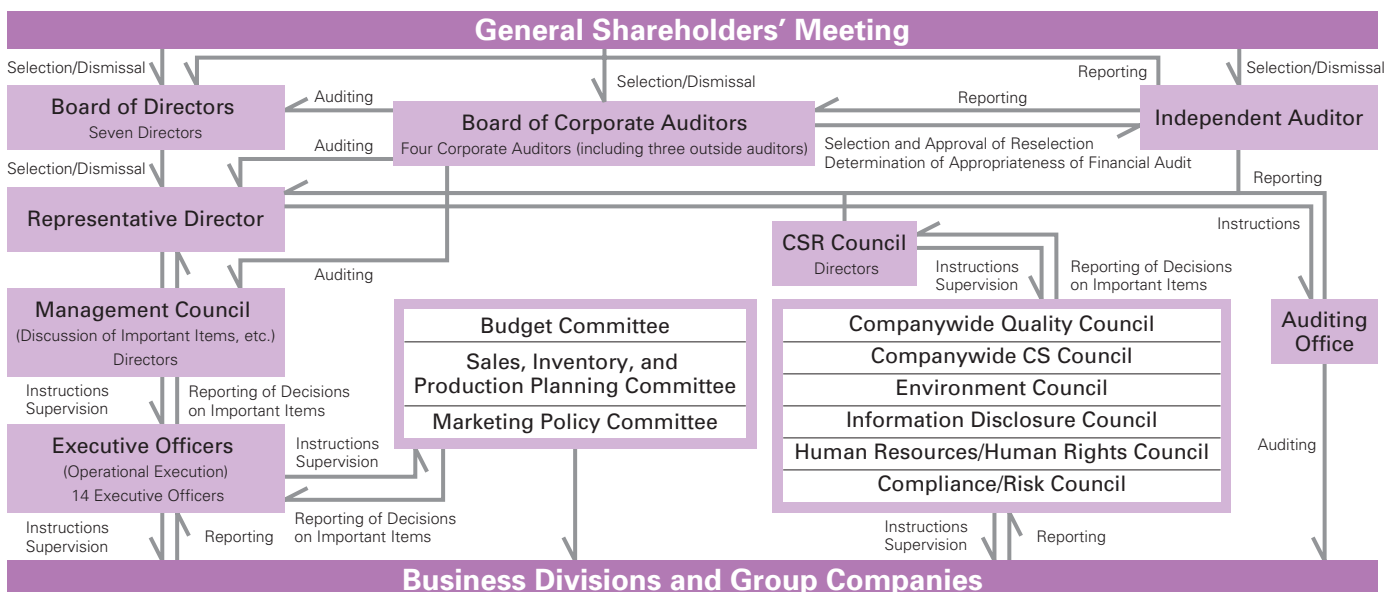 General Shareholders’ Meeting
Selection/Dismissal
Reporting
Selection/Dismissal
Selection/Dismissal
Board of Directors
Seven Directors
Auditing
Board of Corporate Auditors
Four Corporate Auditors (including three outside auditors)
Reporting
Independent Auditor
Auditing
Selection and Approval of Reselection
Determination of Appropriateness of Financial Audit
Selection/Dismissal
Reporting
Representative Director
Instructions
CSR Council
Directors
Auditing
Instructions
Supervision
Reporting of Decisions
on Important Items
Management Council
(Discussion of Important Items, etc.)
Directors
Budget Committee
Sales, Inventory, and
Production Planning Committee
Marketing Policy Committee
Companywide Quality Council
Companywide CS Council
Environment Council
Information Disclosure Council
Human Resources/Human Rights Council
Compliance/Risk Council
Auditing
Office
Instructions
Supervision
Reporting of Decisions
on Important Items
Executive Officers
(Operational Execution)
14 Executive Officers
Instructions
Supervision
Auditing
Reporting of Decisions
on Important Items
Instructions
Supervision
Reporting
Instructions
Supervision
Reporting
Business Divisions and Group Companies